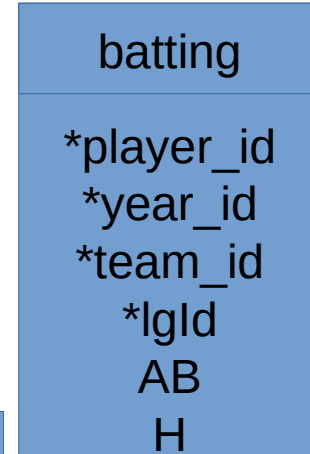 batting
*player_id
*year_id
*team_id
*lgId
AB
H